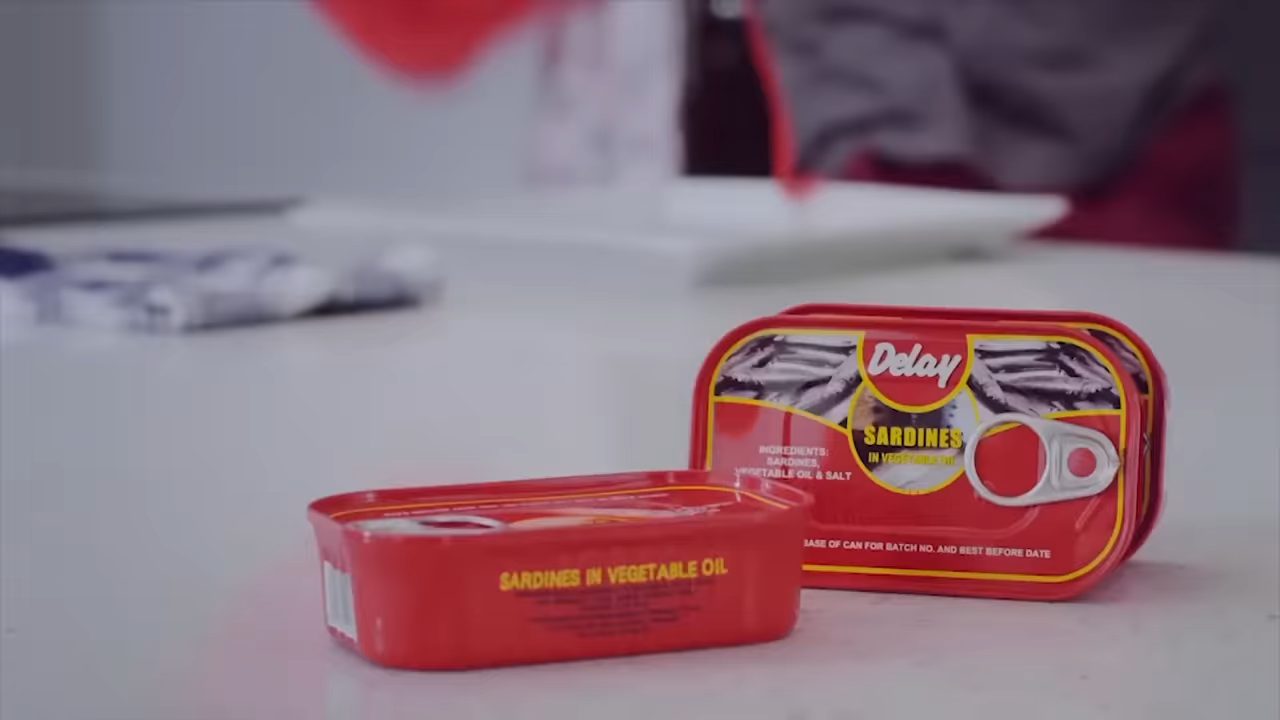 Delay
SARDINES
IN VEGETABLE OIL
INGREDIENTS:
SARDINES,
VEGETABLE OIL & SALT
BASE OF CAN FOR BATCH NO. AND BEST BEFORE DATE
SARDINES IN VEGETABLE OIL